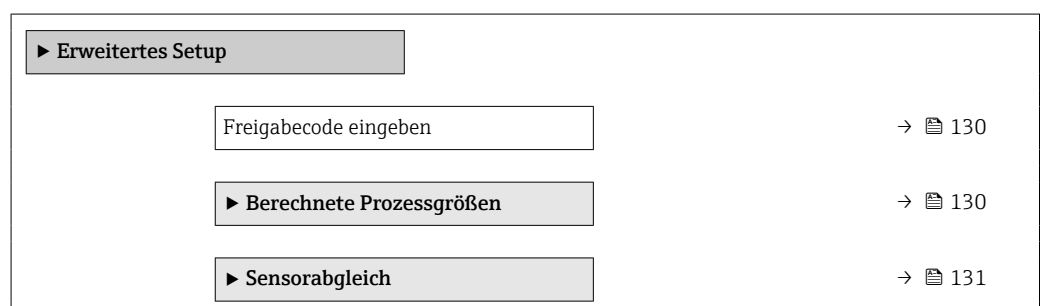 ▶ Erweitertes Setup
Freigabecode eingeben → 130
▶ Berechnete Prozessgrößen → 130
▶ Sensorabgleich → 131